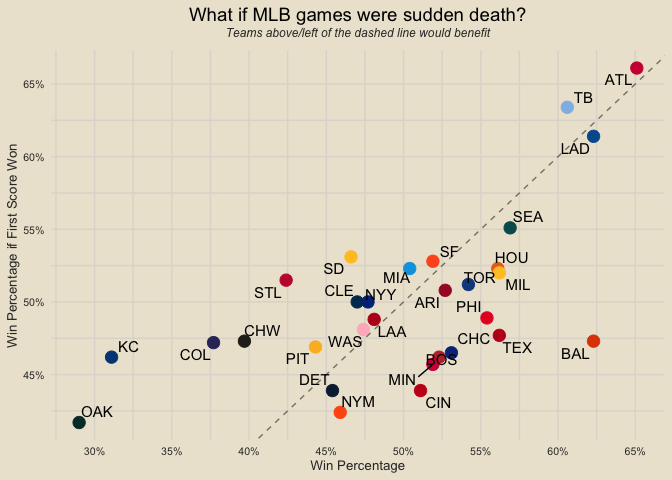 What if MLB games were sudden death?
Teams above/left of the dashed line would benefit
Win Percentage if First Score Won
65%
60%
55%
50%
45%
ATL
TB
LAD
SEA
SF
HOU
SD
MIA
TOR
MIL
STL
CLE
NYY
ARI
PHI
KC
CHW
WAS
LAA
COL
PIT
CHC
TEX
BAL
BOS
DET
MIN
OAK
NYM
CIN
30%
35%
40%
45%
50%
55%
60%
65%
Win Percentage